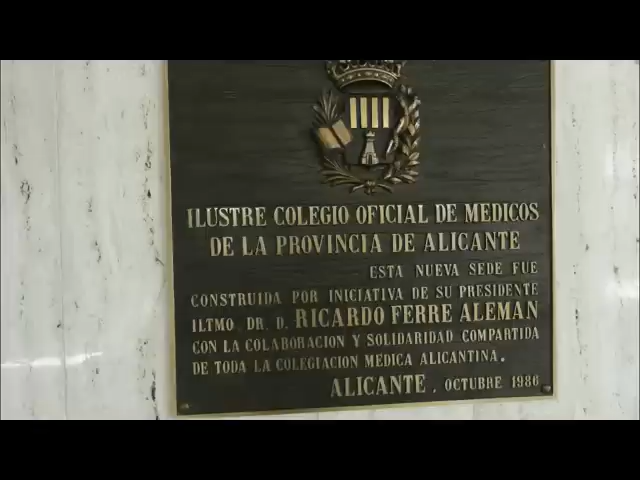 ILUSTRE COLEGIO OFICIAL DE MEDICOS
DE LA PROVINCIA DE ALICANTE
ESTA NUEVA SEDE FUE
CONSTRUIDA POR INICIATIVA DE SU PRESIDENTE
ILTMO. DR. D. RICARDO FERRE ALEMAN
CON LA COLABORACION Y SOLIDARIDAD COMPARTIDA
DE TODA LA COLEGIACION MEDICA ALICANTINA.
ALICANTE, OCTUBRE 1986